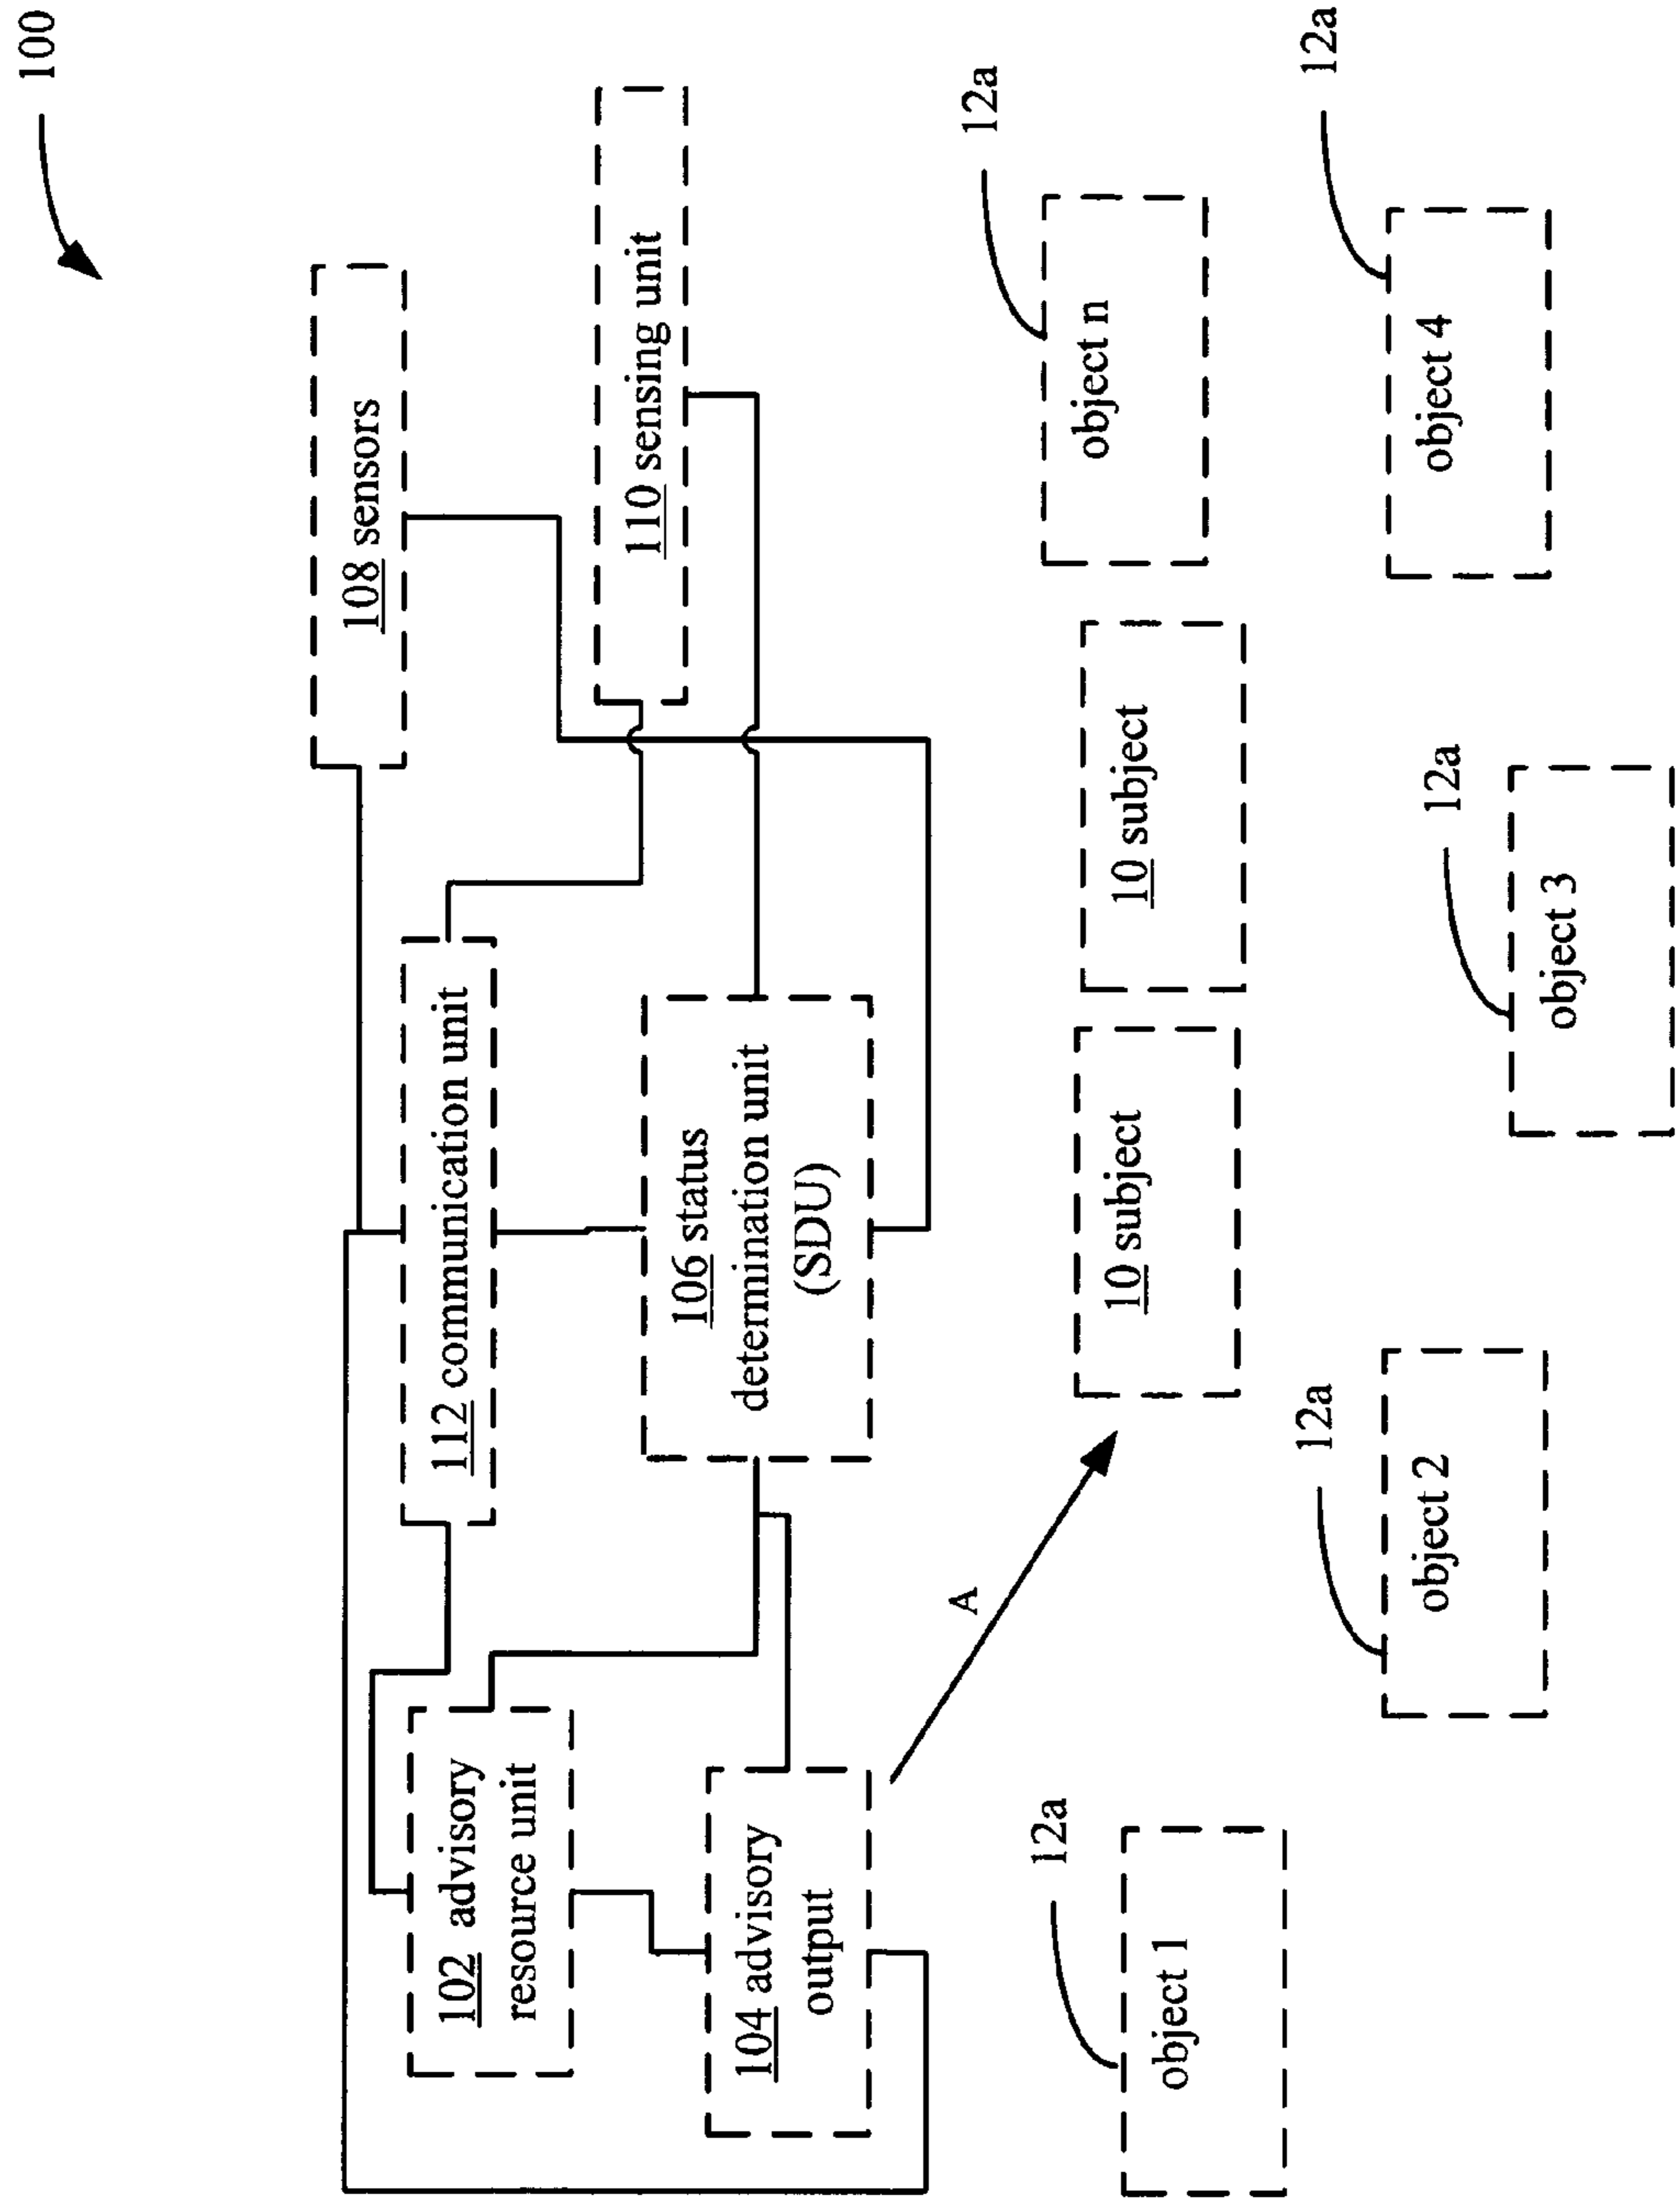 100
108 sensors
112 communication unit
110 sensing unit
102 advisory
resource unit
106 status
determination unit
(SDU)
104 advisory
output
A
12a
object 1
12a
object 2
10 subject
10 subject
12a
object 3
12a
object n
12a
object 4